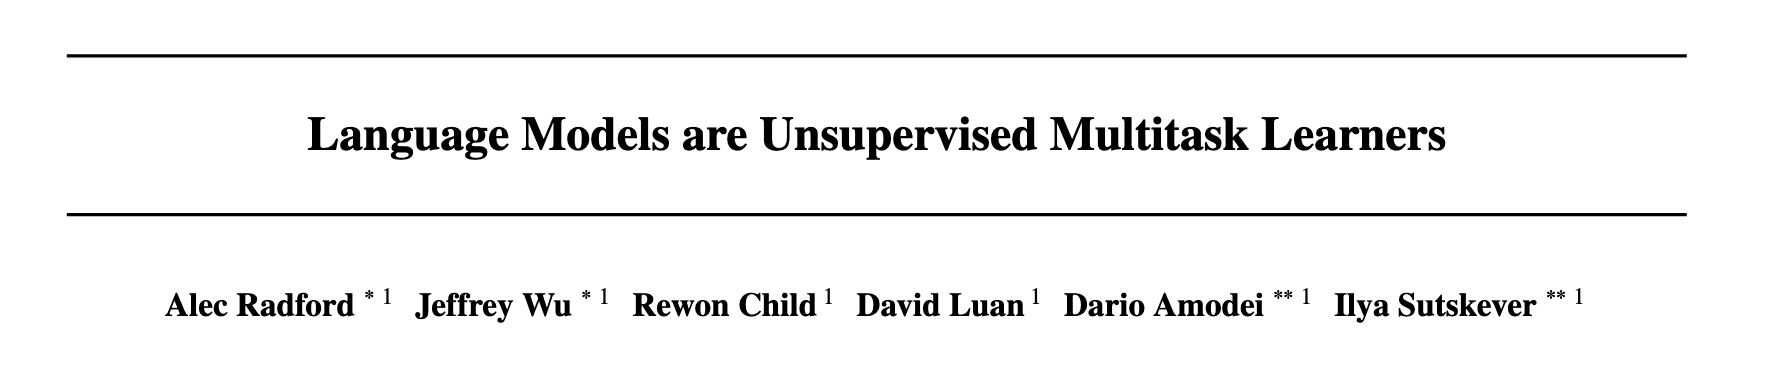 Language Models are Unsupervised Multitask Learners
Alec Radford * 1 Jeffrey Wu * 1 Rewon Child 1 David Luan 1 Dario Amodei ** 1 Ilya Sutskever ** 1